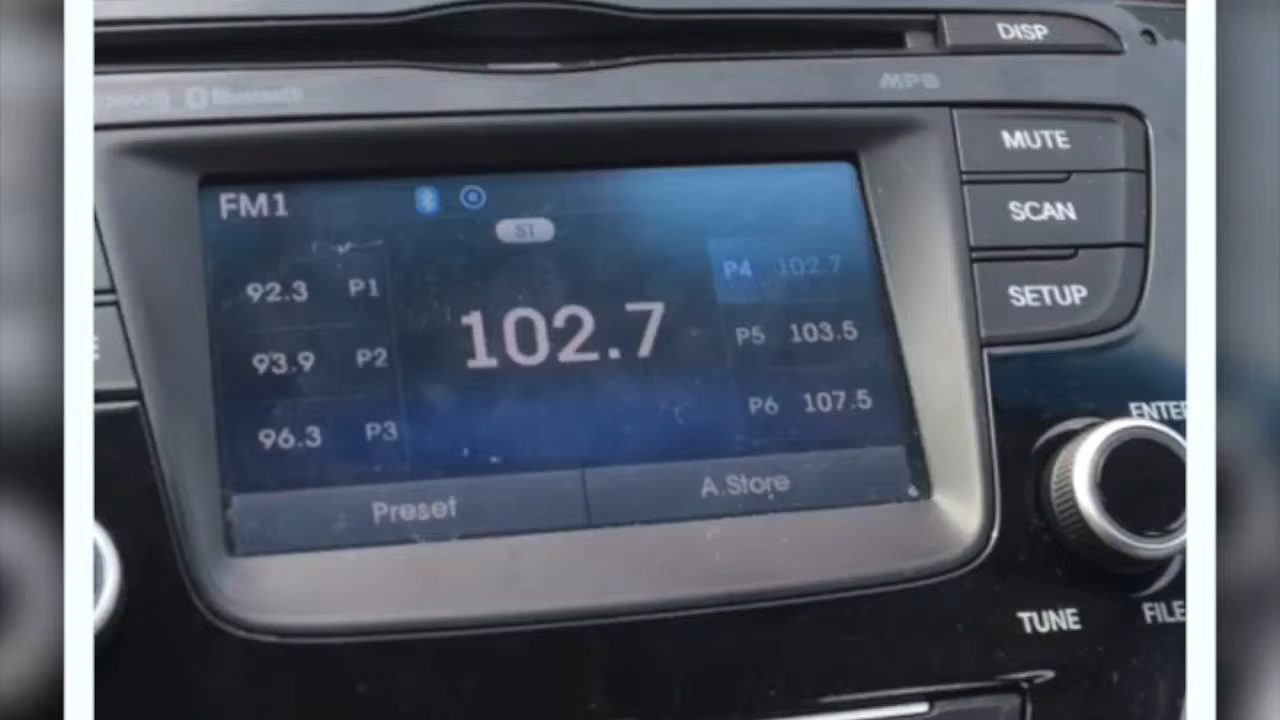 DISP
Bluetooth
MP3
MUTE
SCAN
SETUP
FM1
ST
92.3 P1
93.9 P2
96.3 P3
102.7
P4 102.7
P5 103.5
P6 107.5
Preset
A.Store
ENTER
TUNE
FILE